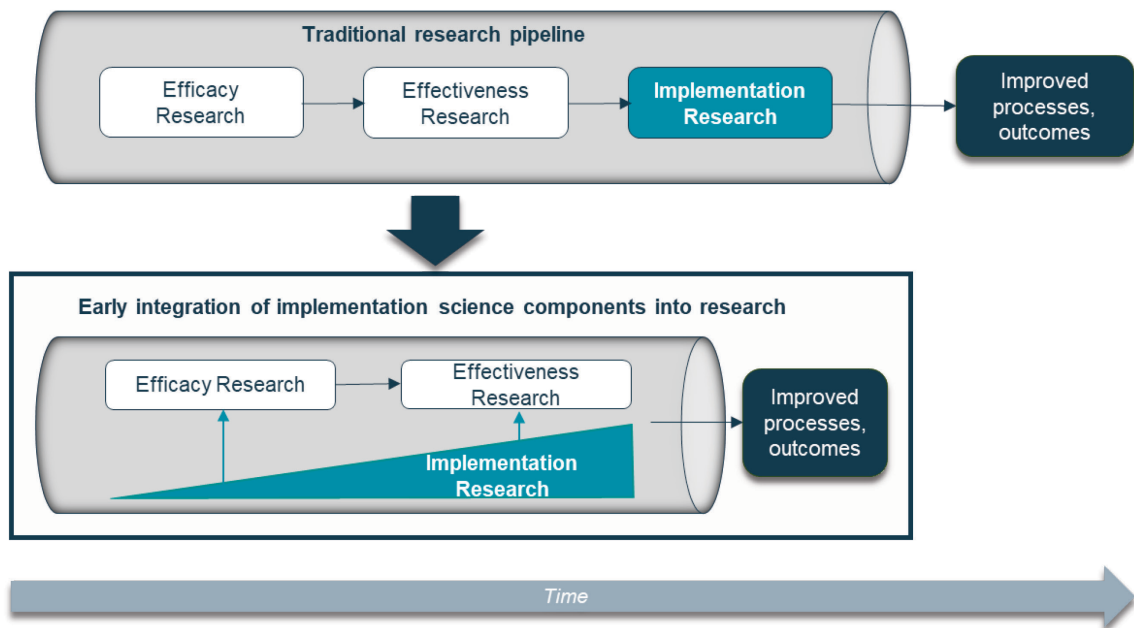 Traditional research pipeline
Efficacy
Research
Effectiveness
Research
Implementation
Research
Improved
processes,
outcomes
Early integration of implementation science components into research
Efficacy Research
Effectiveness
Research
Implementation
Research
Improved
processes,
outcomes
Time